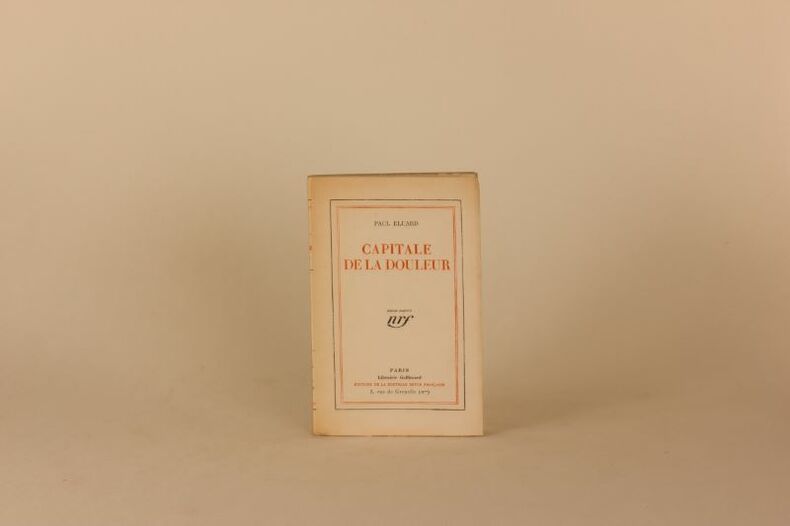 PAUL ELUARD
CAPITALE
DE LA DOULEUR
nrf
PARIS
Librairie Gallimard
ÉDITIONS DE LA NOUVELLE REVUE FRANÇAISE
3, rue de Grenelle